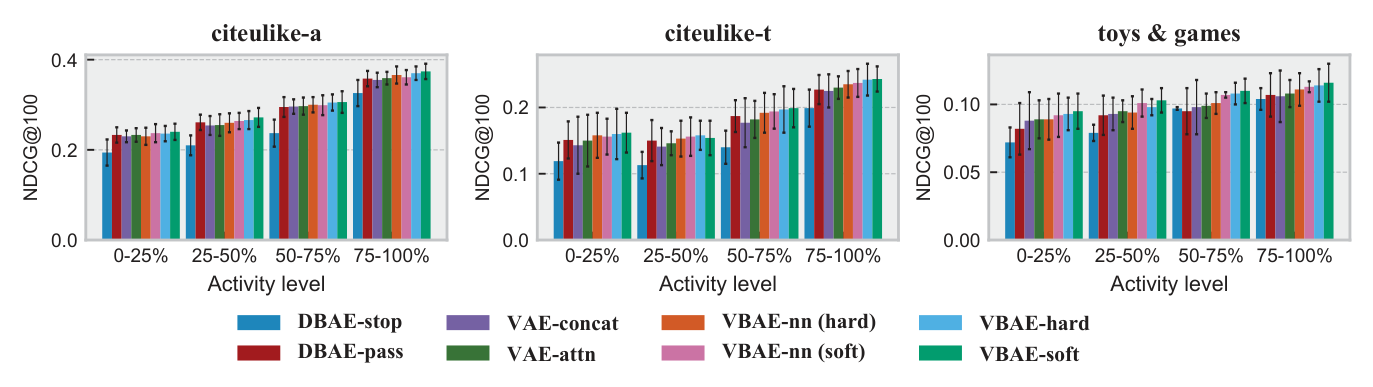 citeulike-a
citeulike-t
toys & games
NDCG@100
0.4
0.2
0.0
0-25%
25-50%
50-75%
75-100%
Activity level
NDCG@100
0.2
0.1
0.0
0-25%
25-50%
50-75%
75-100%
Activity level
NDCG@100
0.10
0.05
0.00
0-25%
25-50%
50-75%
75-100%
Activity level
DBAE-stop
VAE-concat
VBAE-nn (hard)
VBAE-hard
DBAE-pass
VAE-attn
VBAE-nn (soft)
VBAE-soft